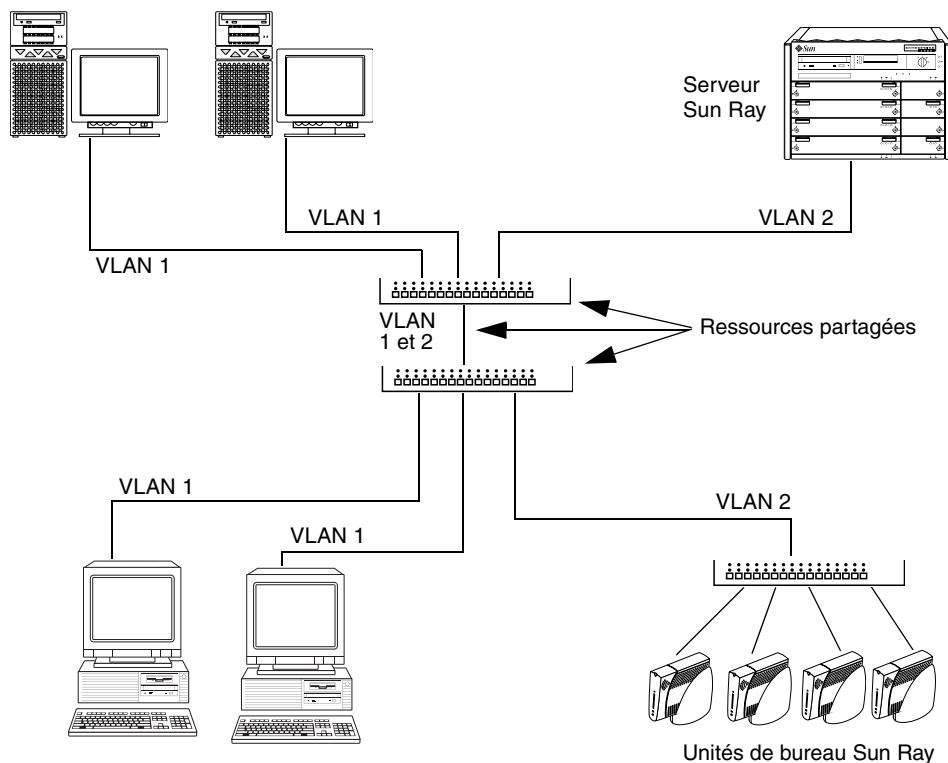 Sun
Serveur
Sun Ray
VLAN 1
VLAN 2
VLAN 1
VLAN
1 et 2
Ressources partagées
VLAN 1
VLAN 2
VLAN 1
Unités de bureau Sun Ray